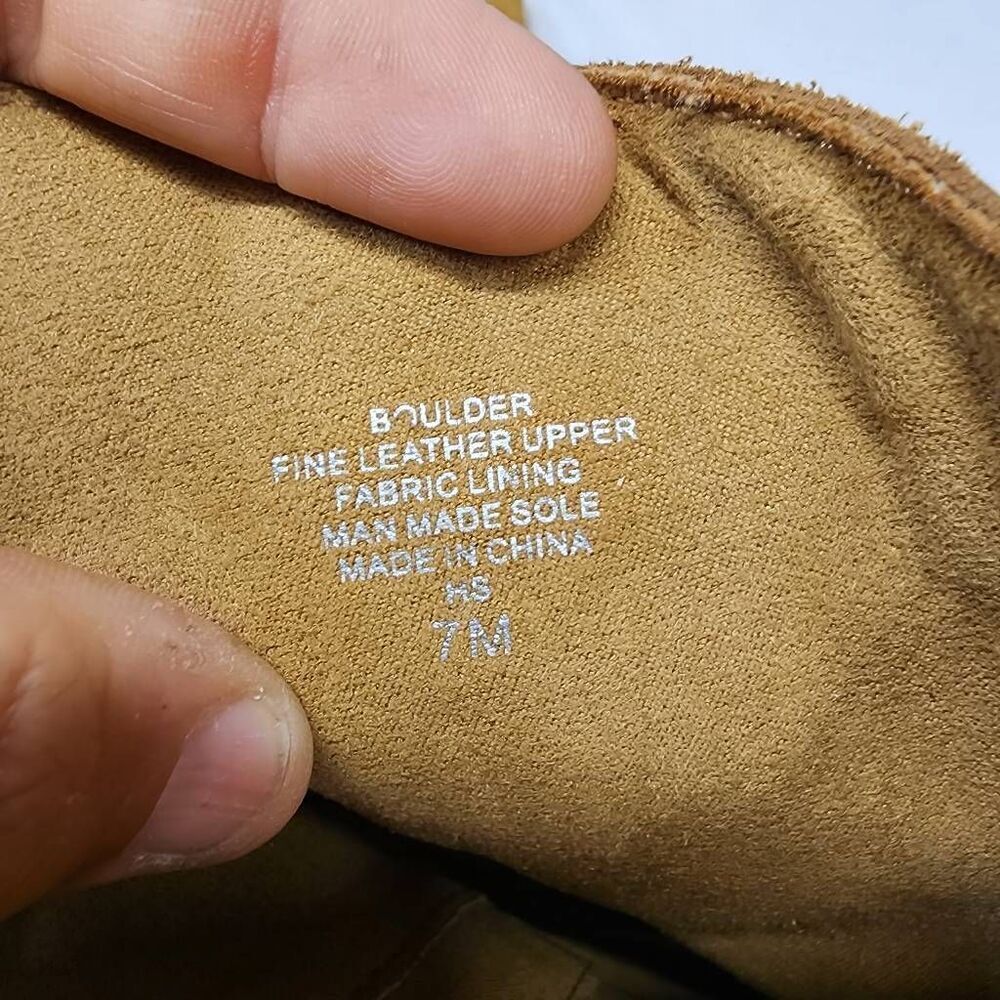 BOULDER
FINE LEATHER UPPER
FABRIC LINING
MAN MADE SOLE
MADE IN CHINA
HS
7M